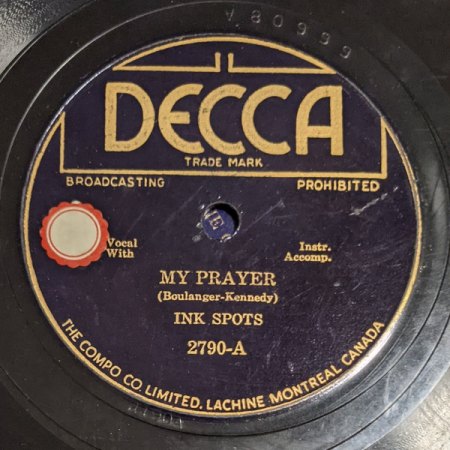 DECCA
TRADE MARK
BROADCASTING PROHIBITED
Vocal Instr.
With Accomp.
MY PRAYER
(Boulanger-Kennedy)
INK SPOTS
2790-A
THE COMPO CO LIMITED. LACHINE MONTREAL CANADA